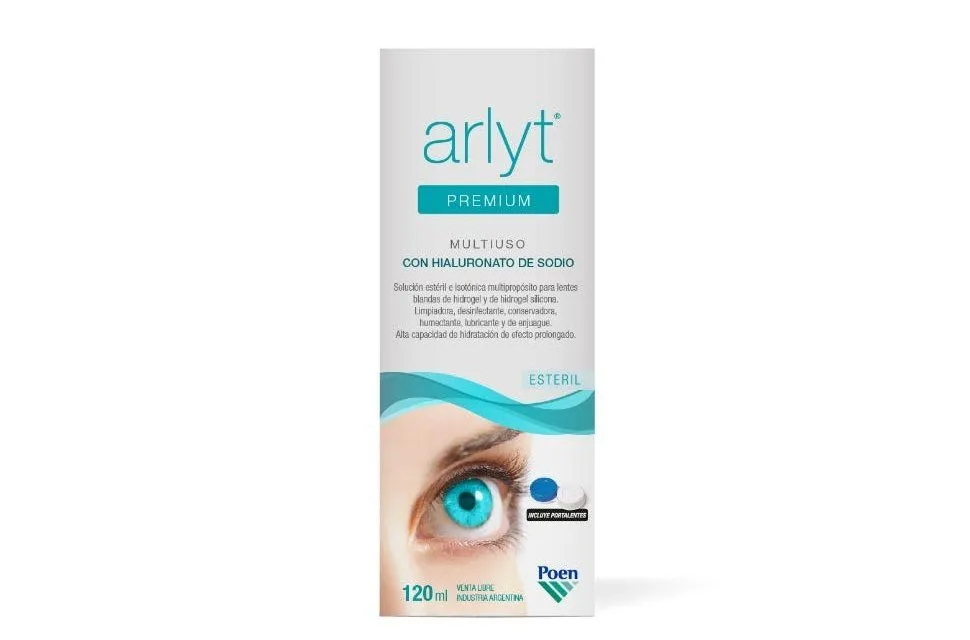 arlyt®
PREMIUM
MULTIUSO
CON HIALURONATO DE SODIO
Solución estéril e isotónica multipropósito para lentes
blandas de hidrogel y de hidrogel silicona.
Limpiadora, desinfectante, conservadora,
humectante, lubricante y de enjuague.
Alta capacidad de hidratación de efecto prolongado.
ESTERIL
INCLUYE PORTALENTES
Poen
120 ml
VENTA LIBRE
INDUSTRIA ARGENTINA